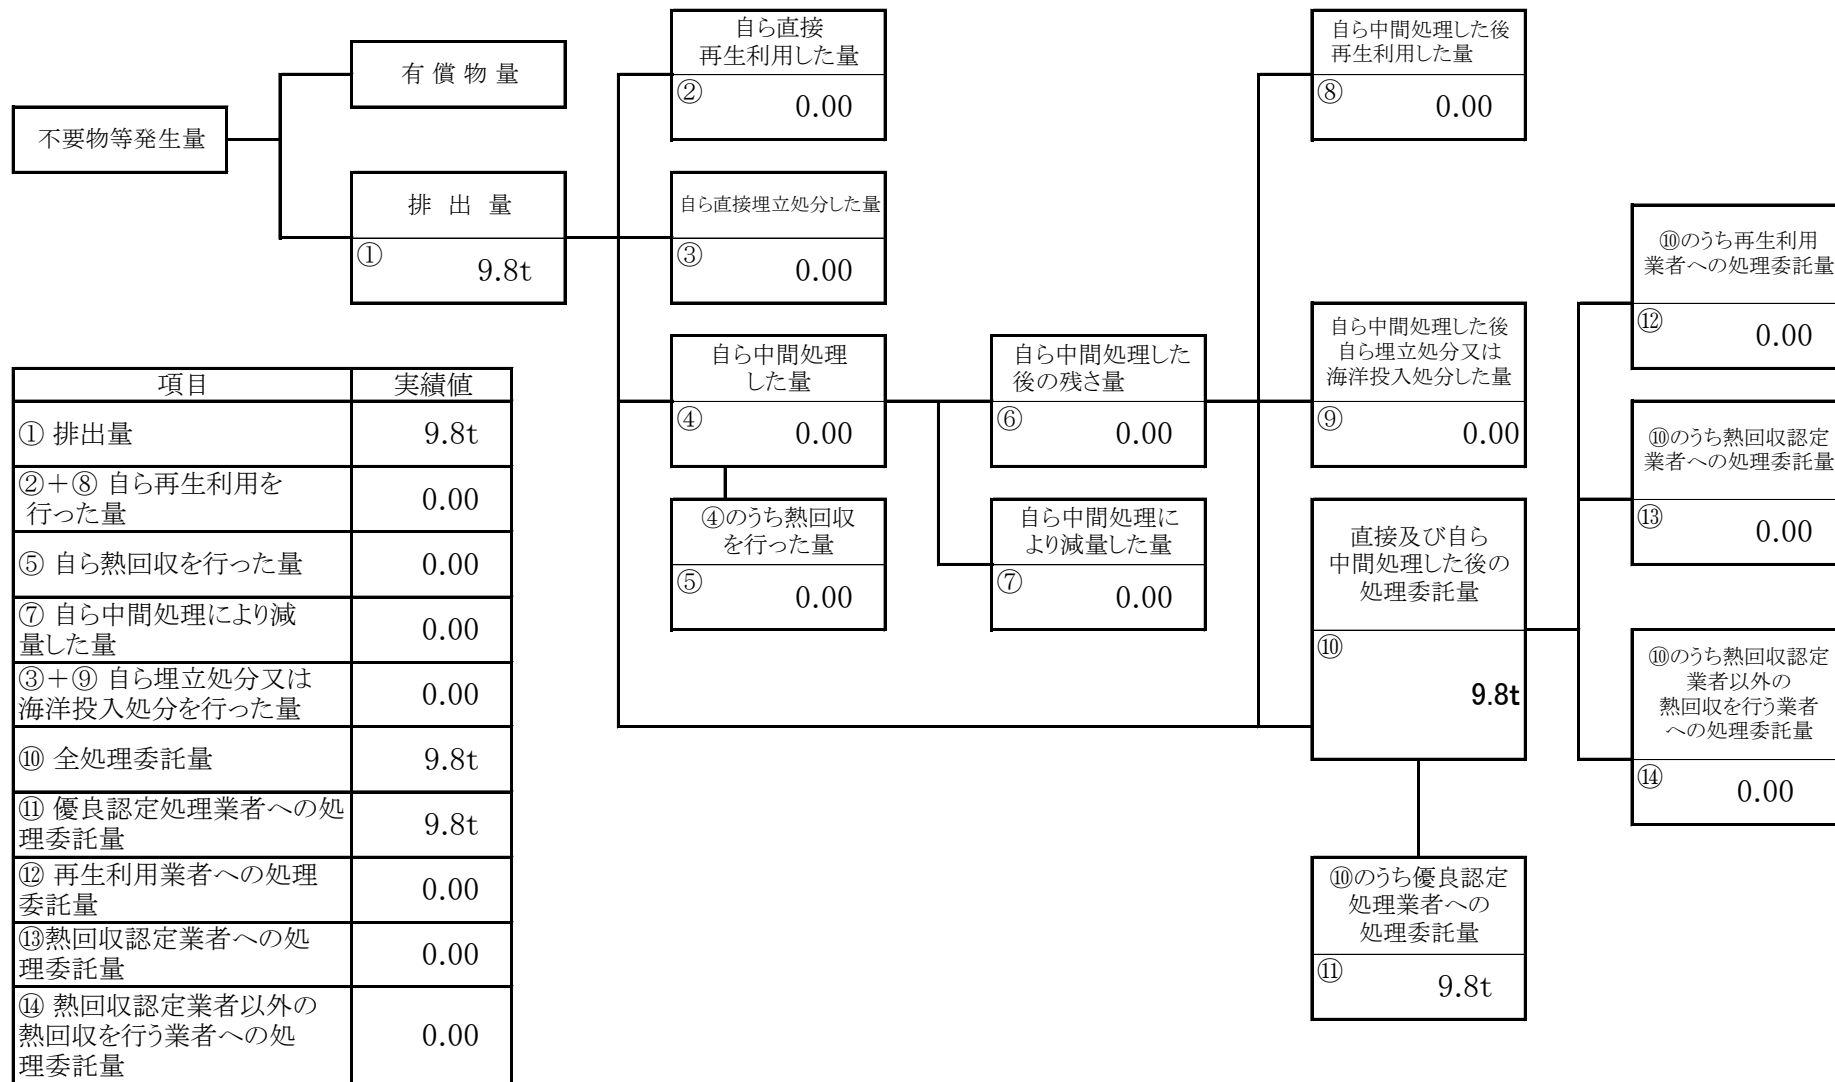 不要物等発生量
有 償 物 量
排 出 量
①
9.8t
自ら直接
再生利用した量
②
0.00
自ら直接埋立処分した量
③
0.00
自ら中間処理
した量
④
0.00
④のうち熱回収
を行った量
⑤
0.00
自ら中間処理した
後の残さ量
⑥
0.00
自ら中間処理に
より減量した量
⑦
0.00
自ら中間処理した後
再生利用した量
⑧
0.00
自ら中間処理した後
自ら埋立処分又は
海洋投入処分した量
⑨
0.00
直接及び自ら
中間処理した後の
処理委託量
⑩
9.8t
⑩のうち優良認定
処理業者への
処理委託量
⑪
9.8t
⑩のうち再生利用
業者への処理委託量
⑫
0.00
⑩のうち熱回収認定
業者への処理委託量
⑬
0.00
⑩のうち熱回収認定
業者以外の
熱回収を行う業者
への処理委託量
⑭
0.00
項目 実績値
① 排出量 9.8t
②＋⑧ 自ら再生利用を
行った量 0.00
⑤ 自ら熱回収を行った量 0.00
⑦ 自ら中間処理により減
量した量 0.00
③＋⑨ 自ら埋立処分又は
海洋投入処分を行った量 0.00
⑩ 全処理委託量 9.8t
⑪ 優良認定処理業者への処
理委託量 9.8t
⑫ 再生利用業者への処理
委託量 0.00
⑬熱回収認定業者への処
理委託量 0.00
⑭ 熱回収認定業者以外の
熱回収を行う業者への処
理委託量 0.00